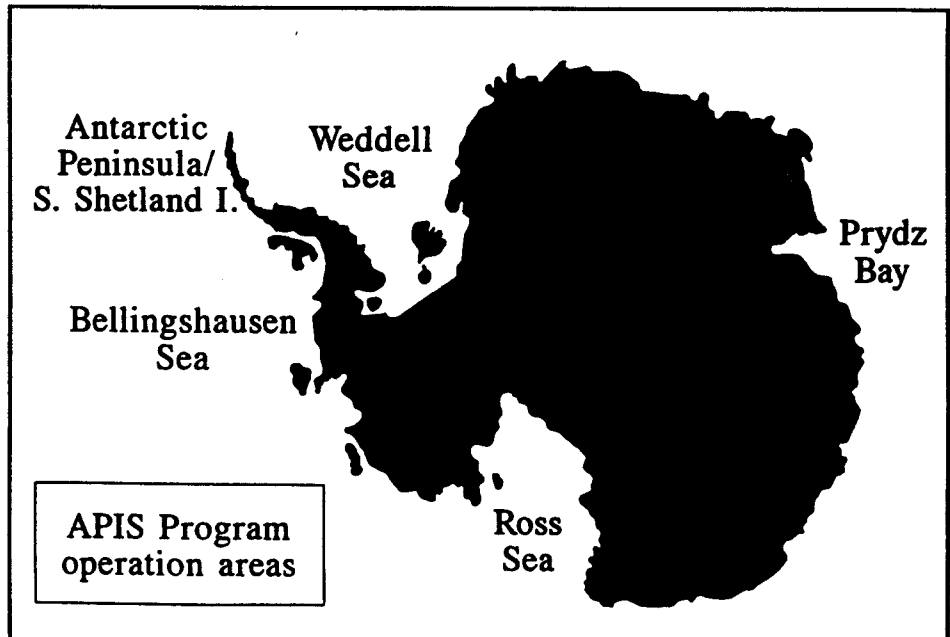 Antarctic
Peninsula/
S. Shetland I.
Weddell
Sea
Prydz
Bay
Bellingshausen
Sea
Ross
Sea
APIS Program
operation areas